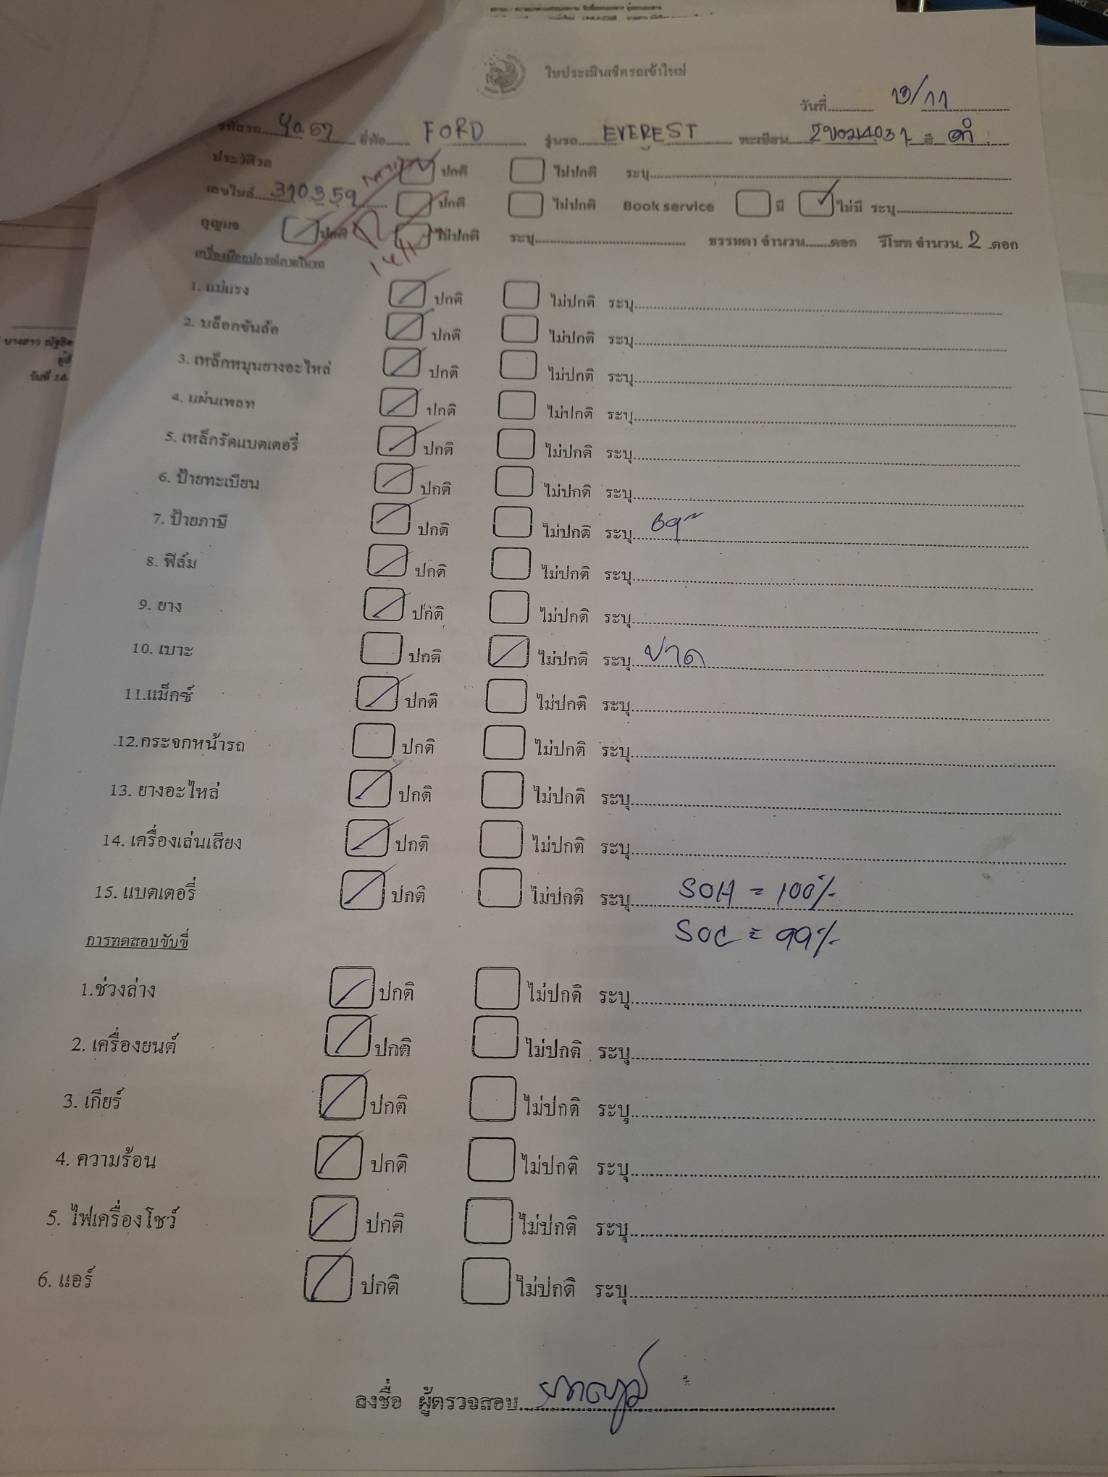 ใบประเมินเช็ครถเข้าใหม่
วันที่
รหัสรถ ยี่ห้อ FORD รุ่นรถ EVEREST ทะเบียน สี ดำ
ประวัติรถ ปกติ ไม่ปกติ ระบุ
เลขไมล์ 310359 ปกติ ไม่ปกติ Book service มี ไม่มี ระบุ
กุญแจ ปกติ ไม่ปกติ ระบุ ธรรมดา จำนวน ดอก รีโมท จำนวน 2 ดอก
เครื่องมืออุปกรณ์ภายในรถ
1. แม่แรง ปกติ ไม่ปกติ ระบุ
2. บล็อกขันล้อ ปกติ ไม่ปกติ ระบุ
3. เหล็กหมุนยางอะไหล่ ปกติ ไม่ปกติ ระบุ
4. แผ่นเพลท ปกติ ไม่ปกติ ระบุ
5. เหล็กรัดแบตเตอรี่ ปกติ ไม่ปกติ ระบุ
6. ป้ายทะเบียน ปกติ ไม่ปกติ ระบุ
7. ป้ายภาษี ปกติ ไม่ปกติ ระบุ
8. ฟิล์ม ปกติ ไม่ปกติ ระบุ
9. ยาง ปกติ ไม่ปกติ ระบุ
10. เบาะ ปกติ ไม่ปกติ ระบุ ขาด
11.แม็กซ์ ปกติ ไม่ปกติ ระบุ
12.กระจกหน้ารถ ปกติ ไม่ปกติ ระบุ
13. ยางอะไหล่ ปกติ ไม่ปกติ ระบุ
14. เครื่องเล่นเสียง ปกติ ไม่ปกติ ระบุ
15. แบตเตอรี่ ปกติ ไม่ปกติ ระบุ SOH = 100%
SOC = 99%
การทดสอบขับขี่
1.ช่วงล่าง ปกติ ไม่ปกติ ระบุ
2. เครื่องยนต์ ปกติ ไม่ปกติ ระบุ
3. เกียร์ ปกติ ไม่ปกติ ระบุ
4. ความร้อน ปกติ ไม่ปกติ ระบุ
5. ไฟเครื่องโชว์ ปกติ ไม่ปกติ ระบุ
6. แอร์ ปกติ ไม่ปกติ ระบุ
ลงชื่อ ผู้ตรวจสอบ